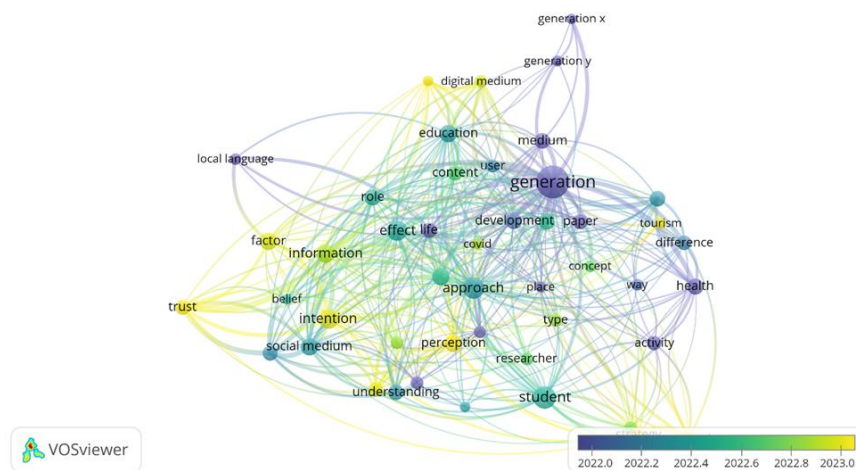 generation x
generation y
digital medium
education
medium
local language
user
content
generation
role
development
paper
tourism
effect
life
factor
covid
difference
information
concept
approach
place
way
health
belief
trust
intention
type
social medium
perception
activity
researcher
understanding
student
strategy
VOSviewer
2022.0 2022.2 2022.4 2022.6 2022.8 2023.0